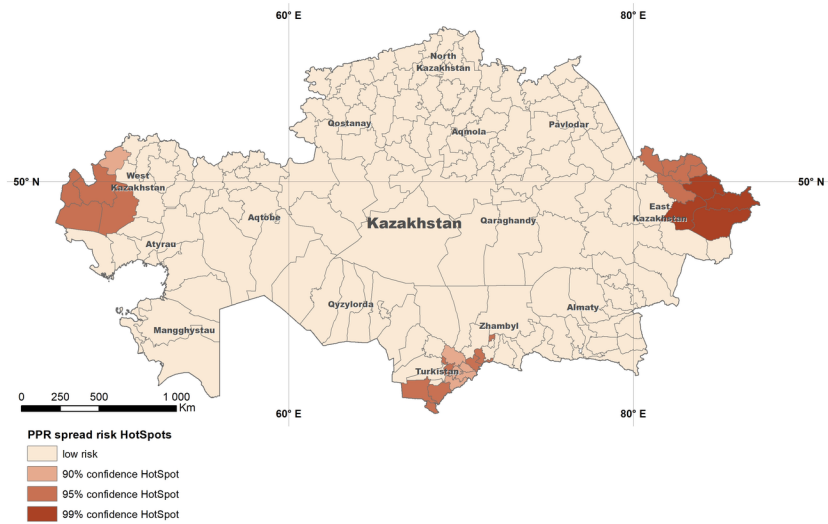 60° E 80° E
North
Kazakhstan
Qostanay Aqmola Pavlodar
50° N 50° N
West
Kazakhstan
East
Kazakhstan
Aqtobe Kazakhstan Qaraghandy
Atyrau
Mangghystau Qyzylorda Almaty
Zhambyl
Turkistan
0 250 500 1 000
Km
60° E 80° E
PPR spread risk HotSpots
low risk
90% confidence HotSpot
95% confidence HotSpot
99% confidence HotSpot